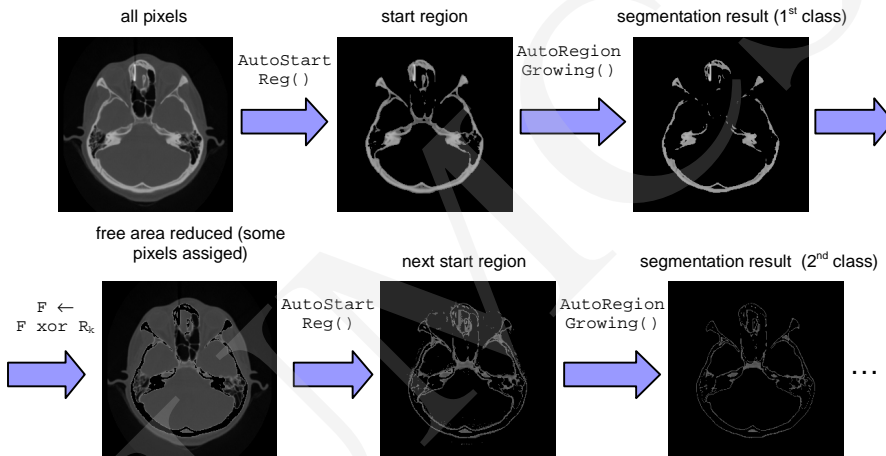 all pixels
start region
segmentation result (1st class)
AutoStart
Reg()
AutoRegion
Growing()
free area reduced (some
pixels assiged)
next start region
segmentation result (2nd class)
F ←
F xor Rk
AutoStart
Reg()
AutoRegion
Growing()
...